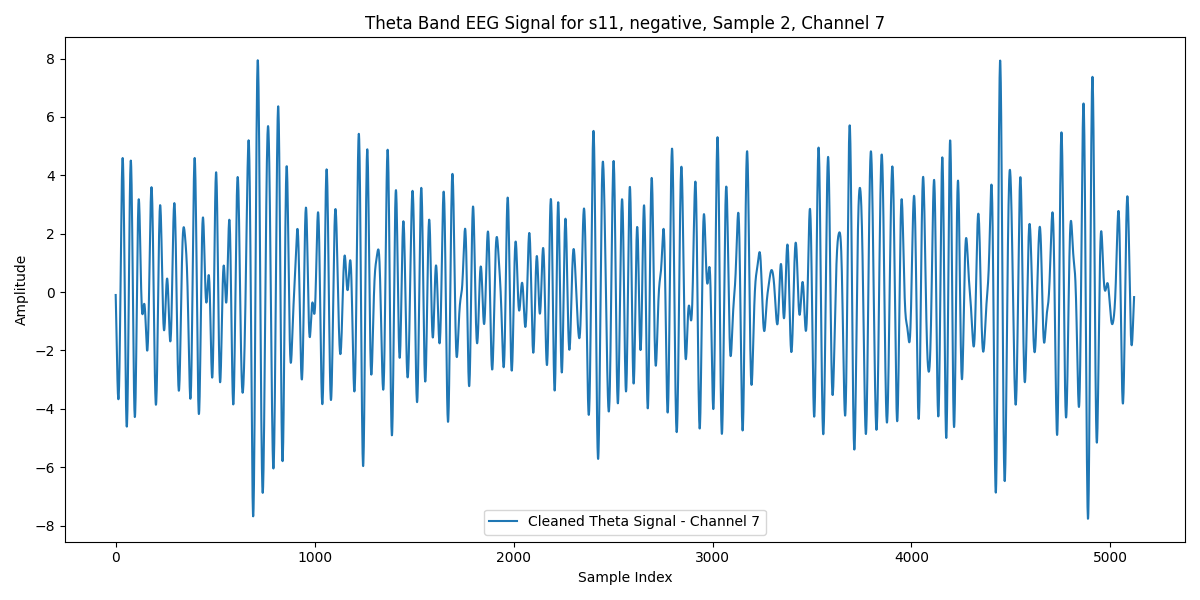 Theta Band EEG Signal for s11, negative, Sample 2, Channel 7
Amplitude
8
6
4
2
0
−2
−4
−6
−8
Cleaned Theta Signal - Channel 7
0 1000 2000 3000 4000 5000
Sample Index